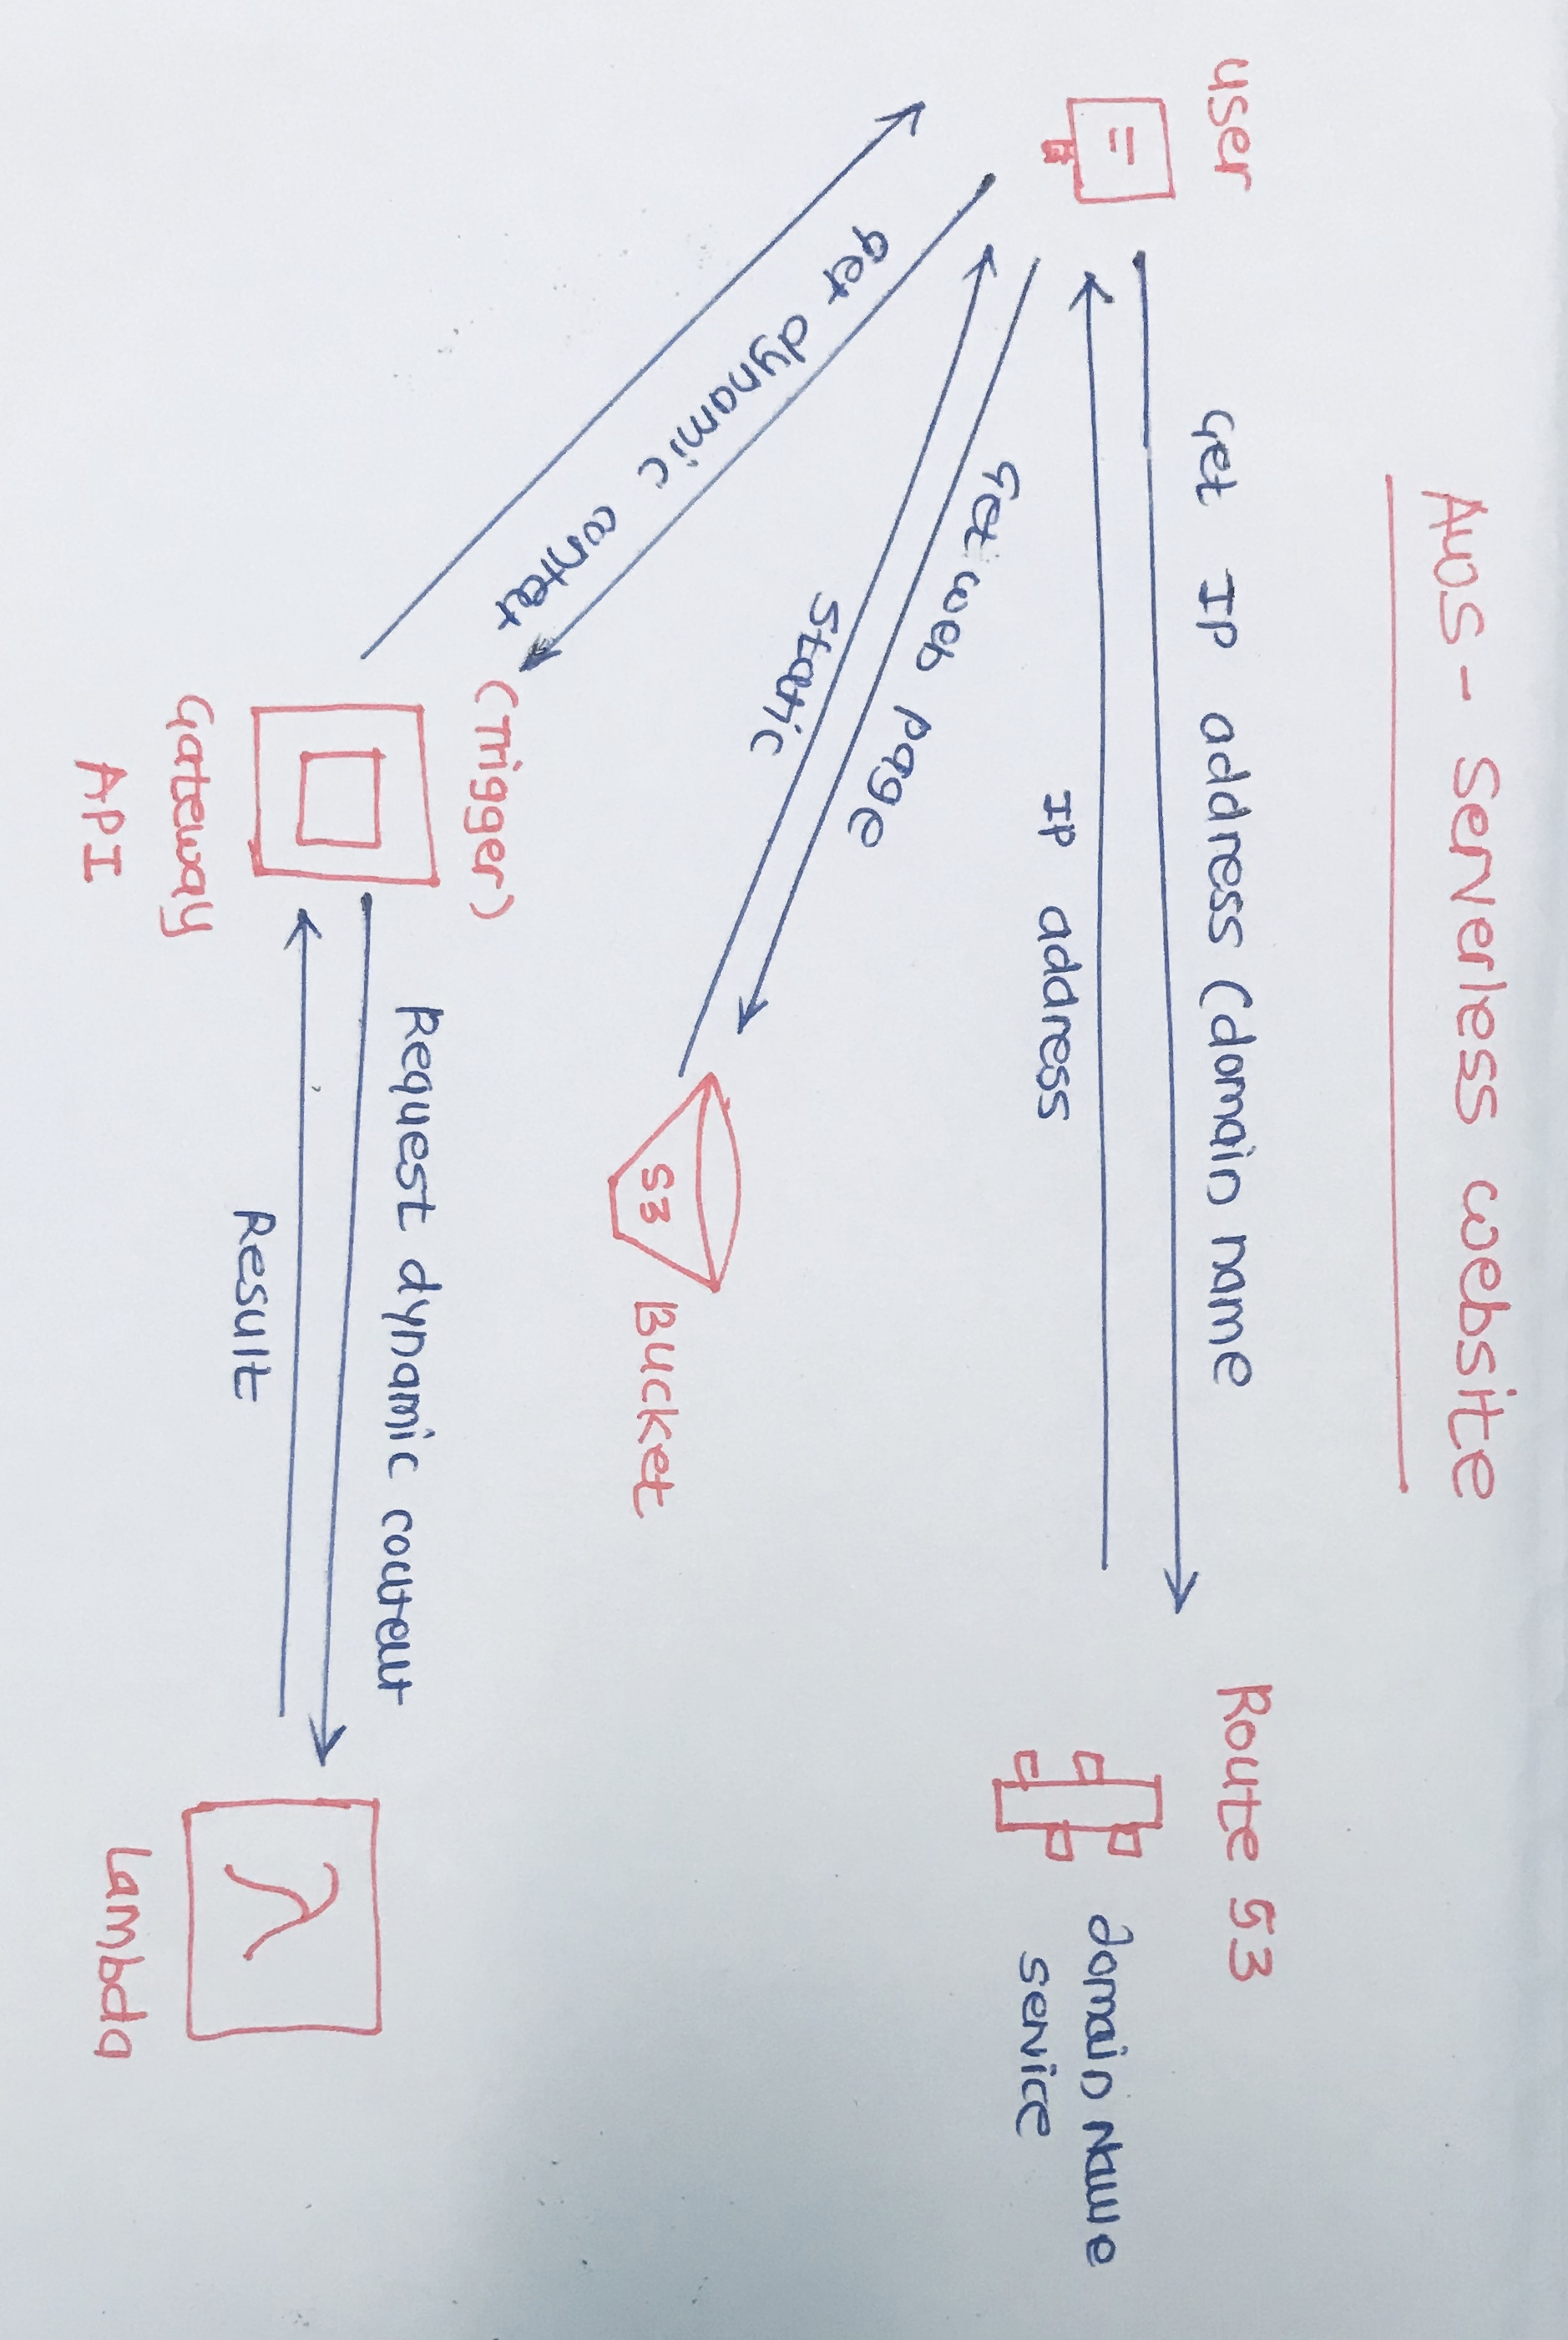 AWS - Serverless website
user
Get IP address (domain name
Route 53
IP address
domain Name
service
Get web page
static
get dynamic content
S3
Bucket
(Trigger)
Request dynamic content
Result
Gateway
API
λ
Lambda